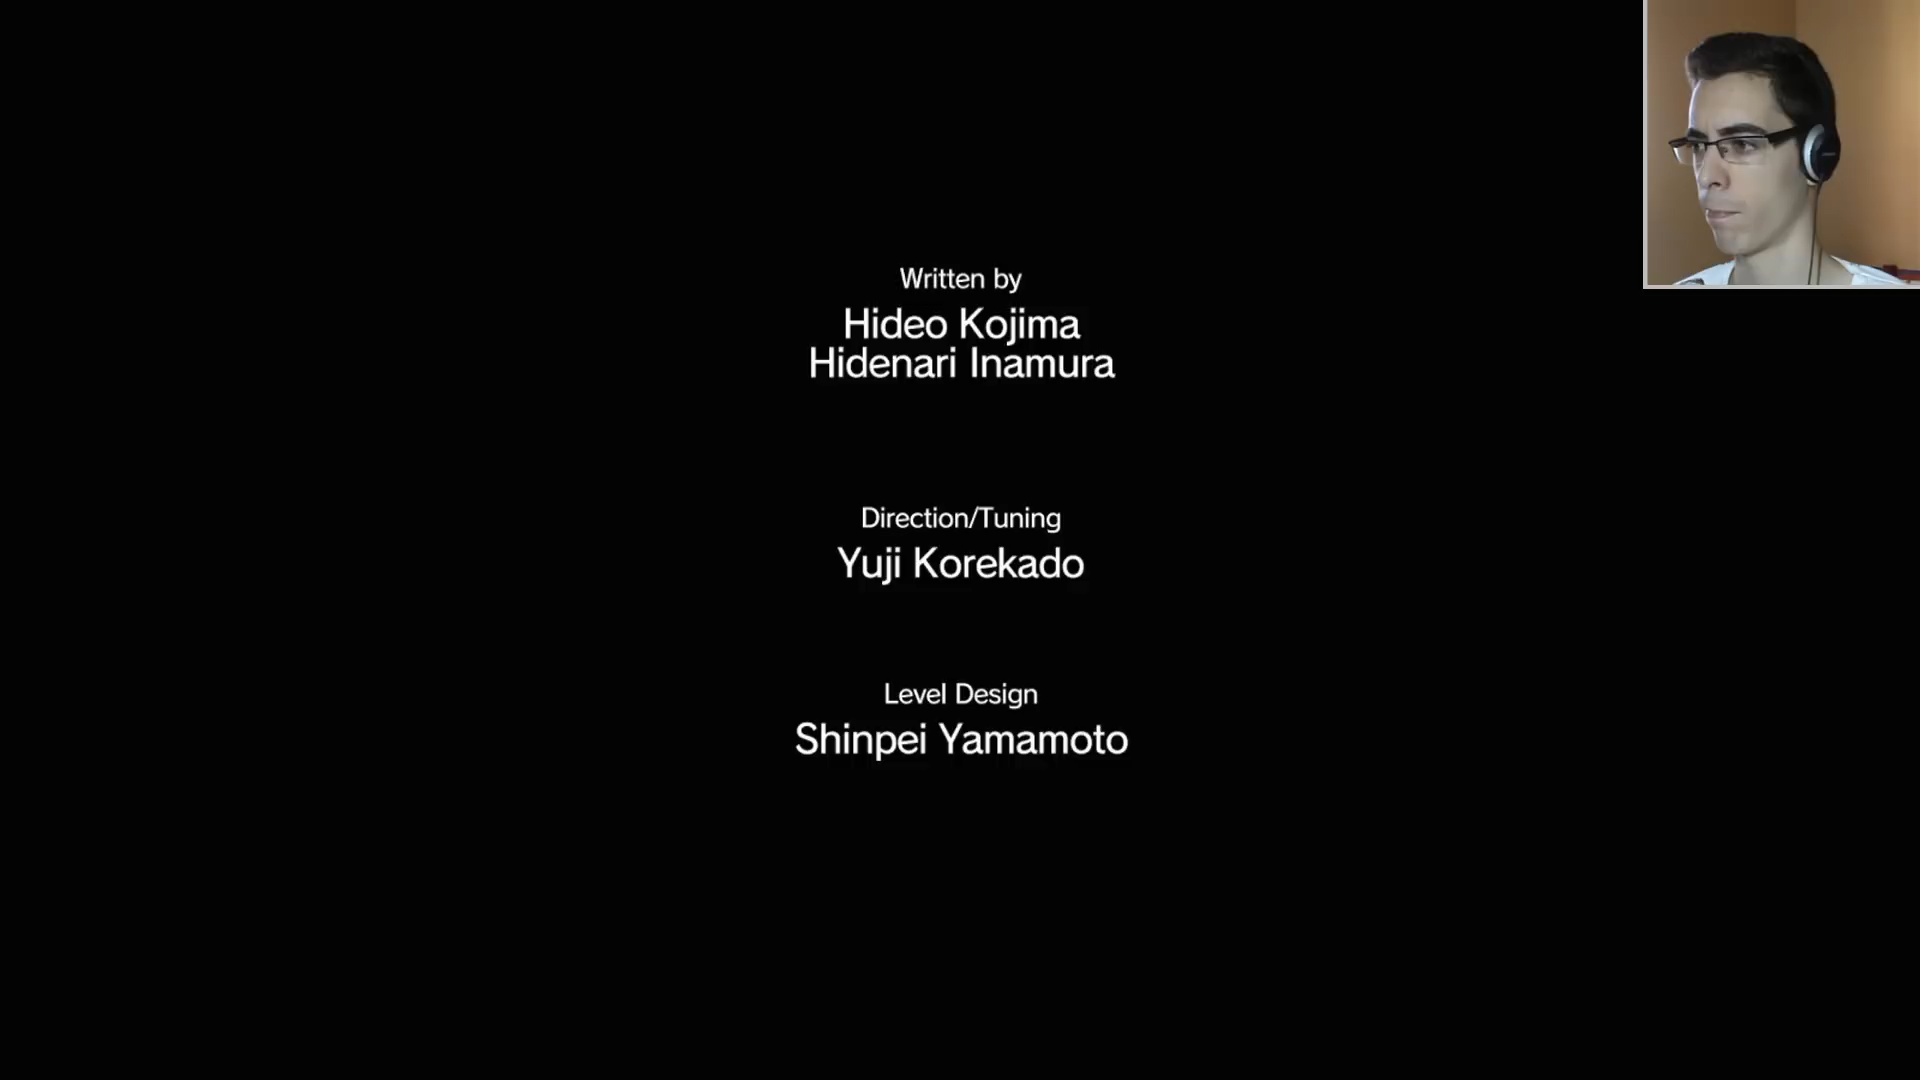 Written by
Hideo Kojima
Hidenari Inamura
Direction/Tuning
Yuji Korekado
Level Design
Shinpei Yamamoto